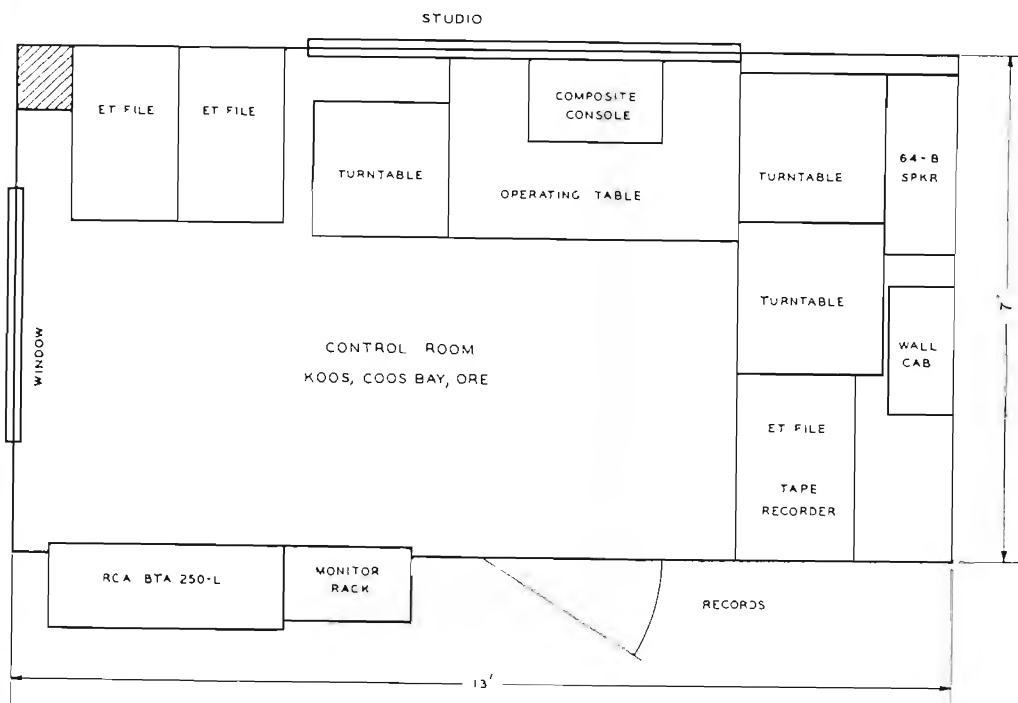 STUDIO
ET FILE
ET FILE
COMPOSITE
CONSOLE
TURNTABLE
OPERATING TABLE
TURNTABLE
64-B
SPKR
TURNTABLE
7'
WINDOW
CONTROL ROOM
KOOS, COOS BAY, ORE
WALL
CAB
ET FILE
TAPE
RECORDER
RCA BTA 250-L
MONITOR
RACK
RECORDS
13'